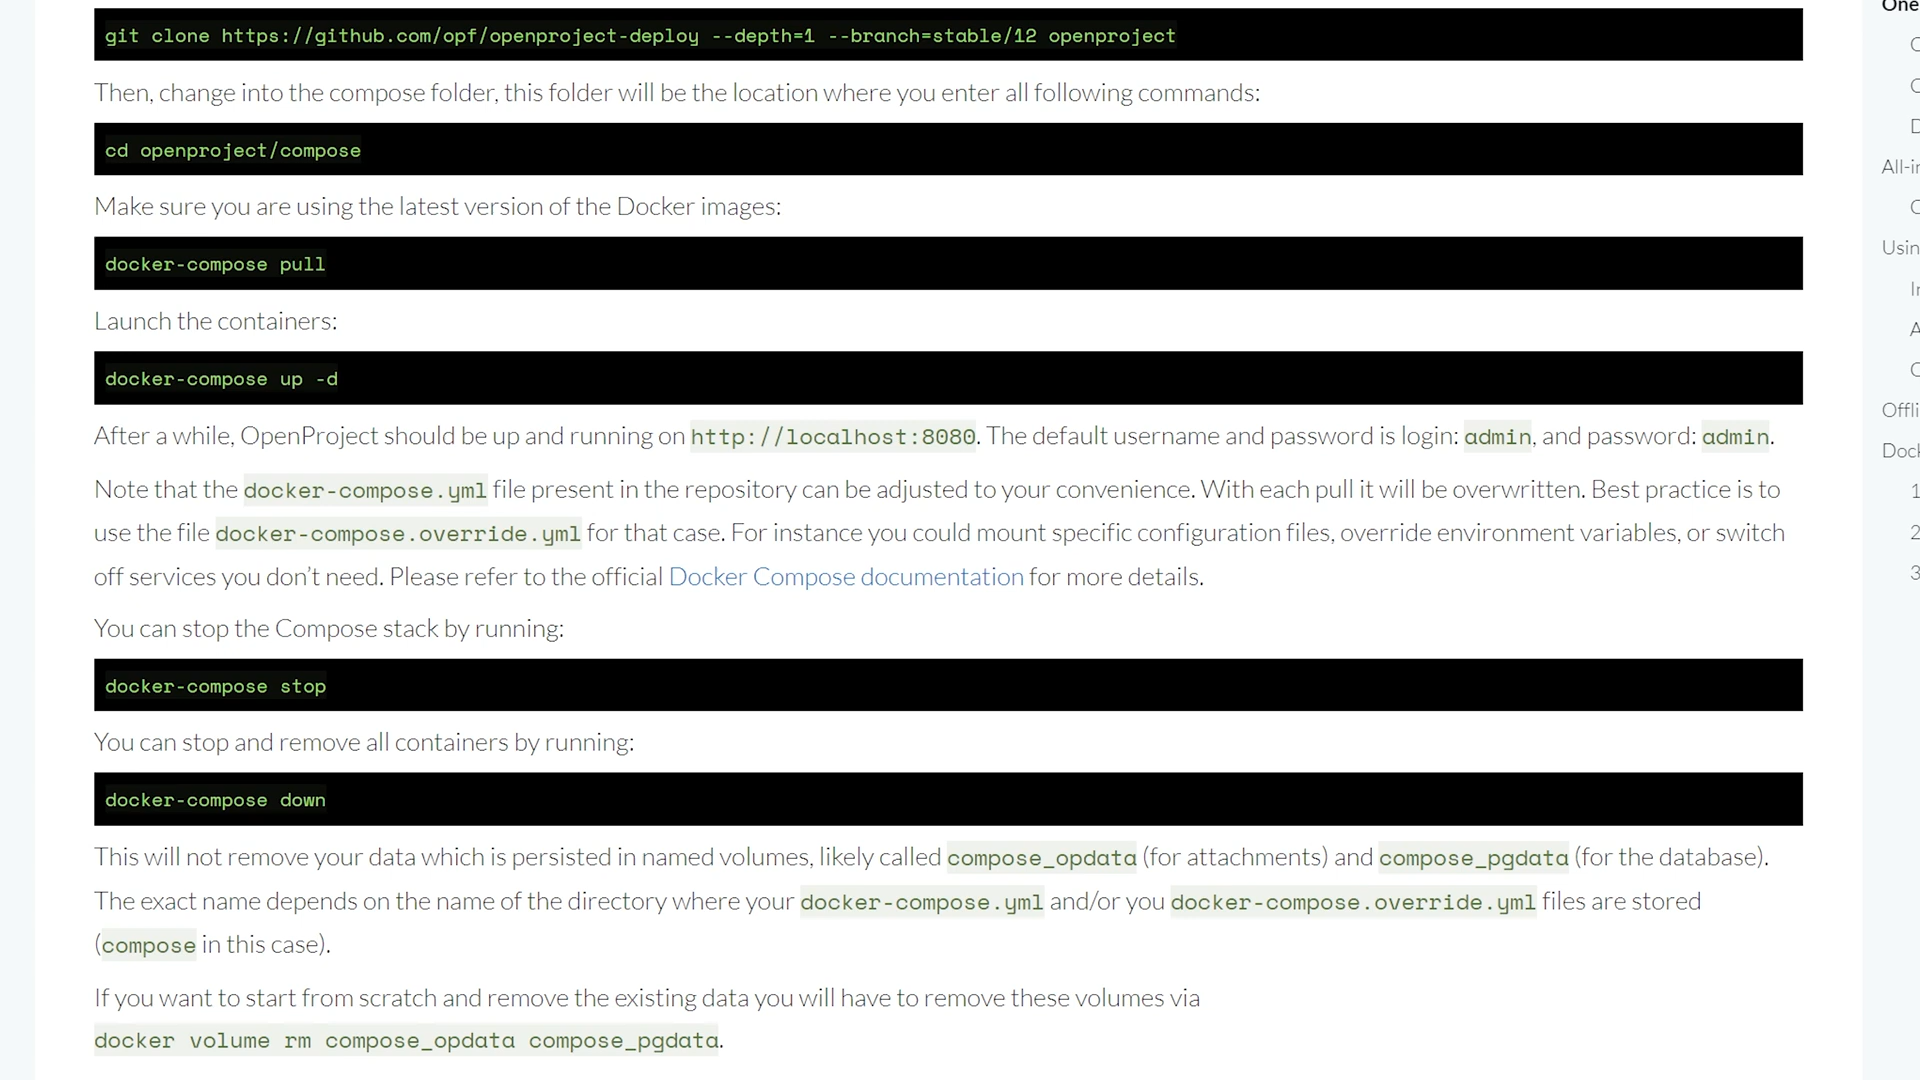 git clone https://github.com/opf/openproject-deploy --depth=1 --branch=stable/12 openproject
Then, change into the compose folder, this folder will be the location where you enter all following commands:
cd openproject/compose
Make sure you are using the latest version of the Docker images:
docker-compose pull
Launch the containers:
docker-compose up -d
After a while, OpenProject should be up and running on http://localhost:8080. The default username and password is login: admin, and password: admin.
Note that the docker-compose.yml file present in the repository can be adjusted to your convenience. With each pull it will be overwritten. Best practice is to
use the file docker-compose.override.yml for that case. For instance you could mount specific configuration files, override environment variables, or switch
off services you don't need. Please refer to the official Docker Compose documentation for more details.
You can stop the Compose stack by running:
docker-compose stop
You can stop and remove all containers by running:
docker-compose down
This will not remove your data which is persisted in named volumes, likely called compose_opdata (for attachments) and compose_pgdata (for the database).
The exact name depends on the name of the directory where your docker-compose.yml and/or you docker-compose.override.yml files are stored
(compose in this case).
If you want to start from scratch and remove the existing data you will have to remove these volumes via
docker volume rm compose_opdata compose_pgdata.
One
All-in
Usin
Offli
Dock
1
2
3